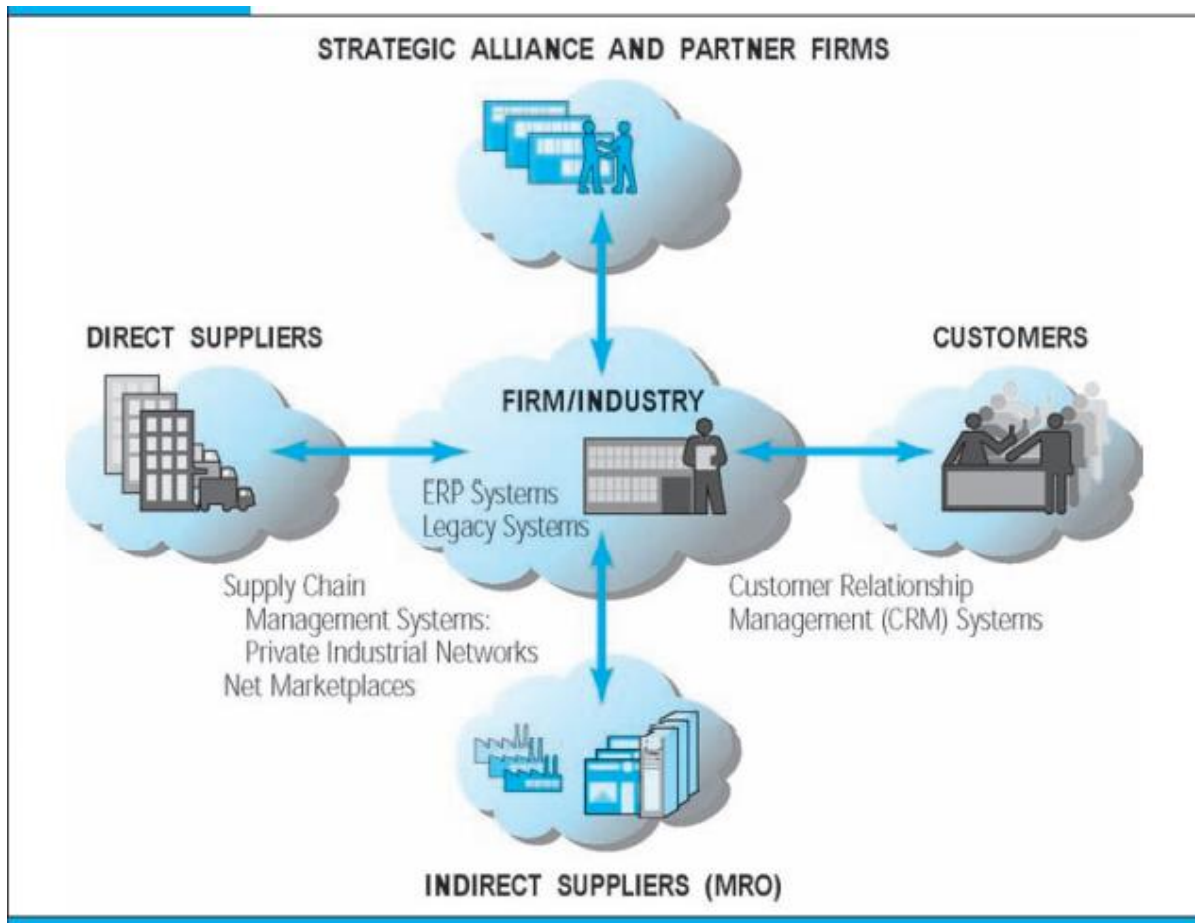 STRATEGIC ALLIANCE AND PARTNER FIRMS
DIRECT SUPPLIERS
CUSTOMERS
FIRM/INDUSTRY
ERP Systems
Legacy Systems
Supply Chain
Management Systems:
Private Industrial Networks
Net Marketplaces
Customer Relationship
Management (CRM) Systems
INDIRECT SUPPLIERS (MRO)